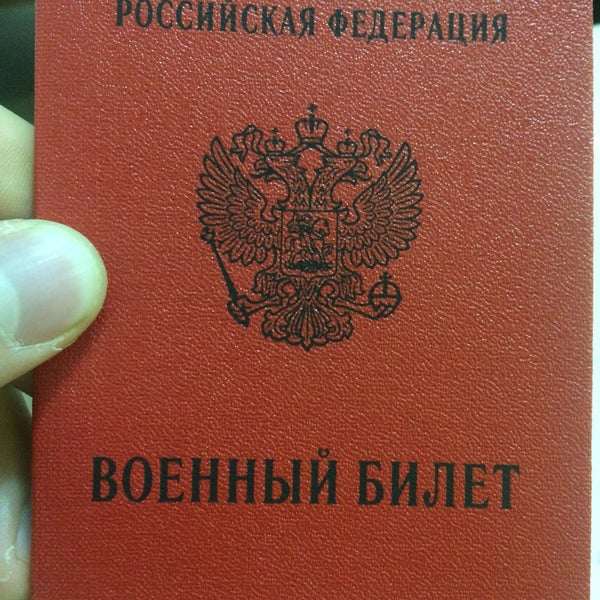 РОССИЙСКАЯ ФЕДЕРАЦИЯ
ВОЕННЫЙ БИЛЕТ